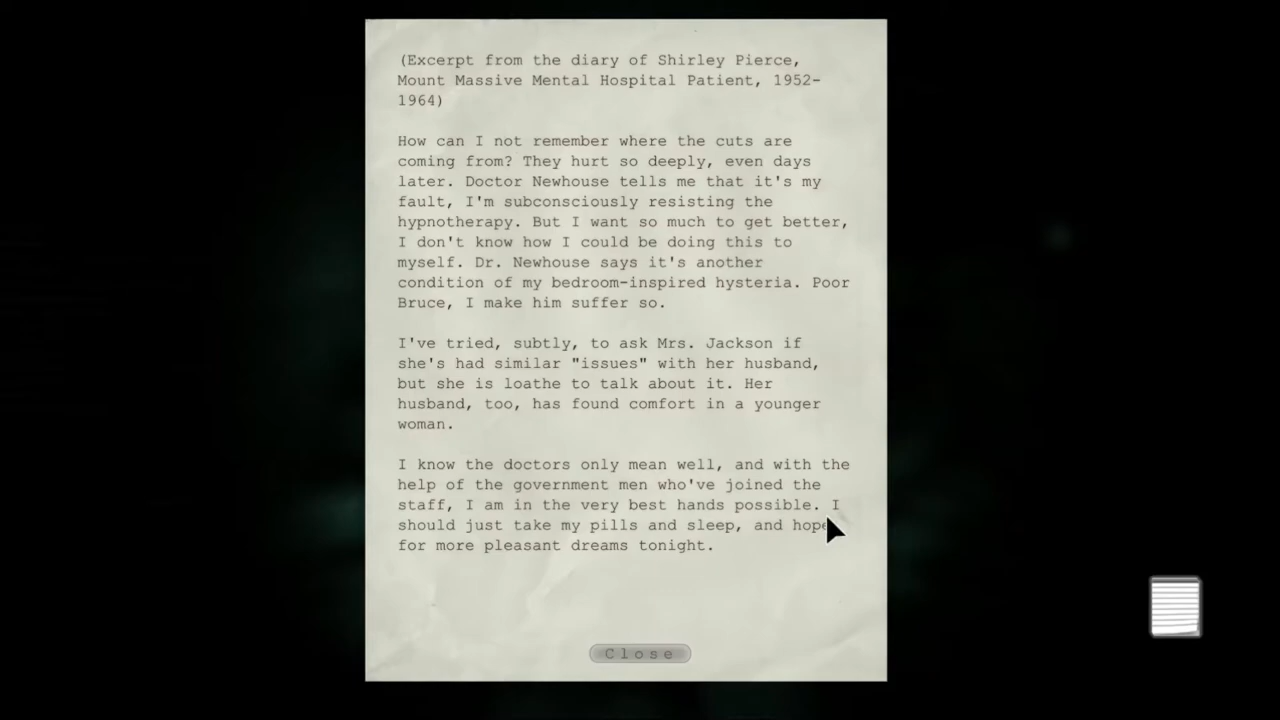 (Excerpt from the diary of Shirley Pierce,
Mount Massive Mental Hospital Patient, 1952-
1964)
How can I not remember where the cuts are
coming from? They hurt so deeply, even days
later. Doctor Newhouse tells me that it's my
fault, I'm subconsciously resisting the
hypnotherapy. But I want so much to get better,
I don't know how I could be doing this to
myself. Dr. Newhouse says it's another
condition of my bedroom-inspired hysteria. Poor
Bruce, I make him suffer so.
I've tried, subtly, to ask Mrs. Jackson if
she's had similar "issues" with her husband,
but she is loathe to talk about it. Her
husband, too, has found comfort in a younger
woman.
I know the doctors only mean well, and with the
help of the government men who've joined the
staff, I am in the very best hands possible. I
should just take my pills and sleep, and hope
for more pleasant dreams tonight.
Close